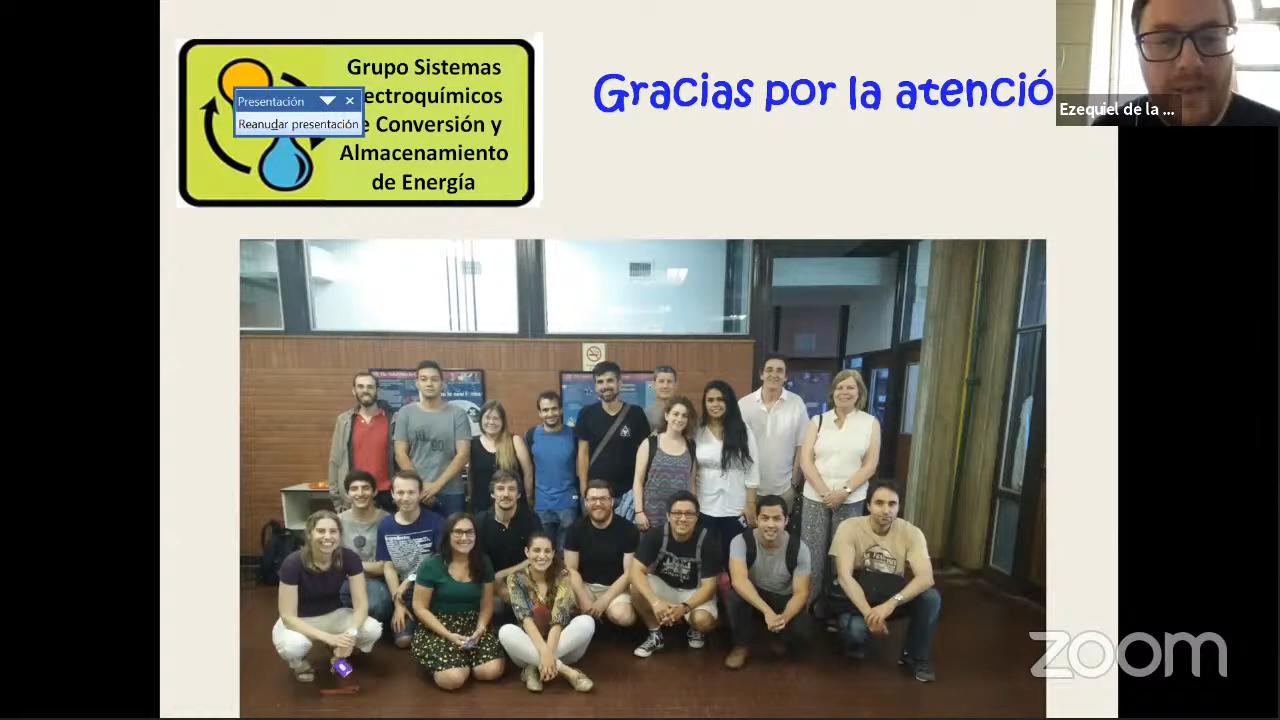 Grupo Sistemas
ectroquímicos
e Conversión y
Almacenamiento
de Energía
Presentación
Reanudar presentación
Gracias por la atenció
Ezequiel de la ...
zoom